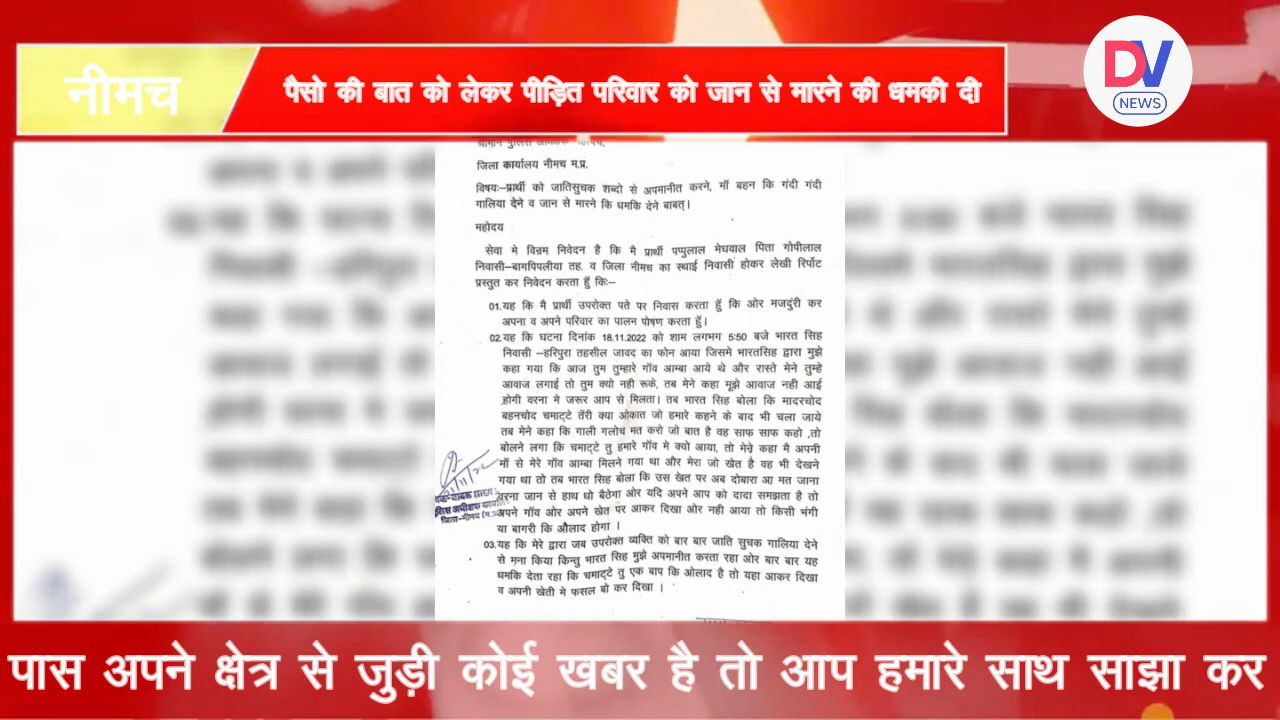 नीमच
पैसो की बात को लेकर पीड़ित परिवार को जान से मारने की धमकी दी
DV
NEWS
जिला कार्यालय नीमच म.प्र.
विषयः–प्रार्थी को जातिसुचक शब्दो से अपमानीत करने, मॉ बहन कि गंदी गंदी
गालिया देने व जान से मारने कि धमकि देने बाबत्।
महोदय
सेवा मे विन्रम निवेदन है कि मै प्रार्थी पप्पुलाल मेघवाल पिता गोपीलाल
निवासी–बागपिपलीया तह. व जिला नीमच का स्थाई निवासी होकर लेखी रिर्पोट
प्रस्तुत कर निवेदन करता हुँ किः–
01.यह कि मै प्रार्थी उपरोक्त पते पर निवास करता हुँ कि ओर मजदुंरी कर
अपना व अपने परिवार का पालन पोषण करता हुँ।
02.यह कि घटना दिनांक 18.11.2022 को शाम लगभग 5:50 बजे भारत सिह
निवासी –हरिपुरा तहसील जावद का फोन आया जिसमे भारतसिह द्वारा मुझे
कहा गया कि आज तुम तुम्हारे गॉव आम्बा आये थे और रास्ते मेने तुम्हे
आवाज लगाई तो तुम क्यो नही रूके, तब मेने कहा मूझे आवाज नही आई
होगी वरना मे जरूर आप से मिलता। तब भारत सिह बोला कि मादरचोद
बहनचोद चमाट्टे तेंरी क्या ओकात जो हमारे कहने के बाद भी चला जाये
तब मेने कहा कि गाली गलोच मत करो जो बात है वह साफ साफ कहो ,तो
बोलने लगा कि चमाट्टे तु हमारे गॉव मे क्यो आया, तो मेने कहा मै अपनी
मॉ से मेरे गॉव आम्बा मिलने गया था और मेरा जो खेत है वह भी देखने
गया था तो तब भारत सिह बोला कि उस खेत पर अब दोबारा आ मत जाना
वरना जान से हाथ धो बैठेगा ओर यदि अपने आप को दादा समझता है तो
अपने गॉव ओर अपने खेत पर आकर दिखा ओर नही आया तो किसी भंगी
या बागरी कि औलाद होगा ।
03.यह कि मेरे द्वारा जब उपरोक्त व्यक्ति को बार बार जाति सुचक गालिया देने
से मना किया किन्तु भारत सिह मुझे अपमानीत करता रहा ओर बार बार यह
धमकि देता रहा कि चमाट्टे तु एक बाप कि ओलाद है तो यहा आकर दिखा
व अपनी खेती मे फसल बो कर दिखा ।
पास अपने क्षेत्र से जुड़ी कोई खबर है तो आप हमारे साथ साझा कर